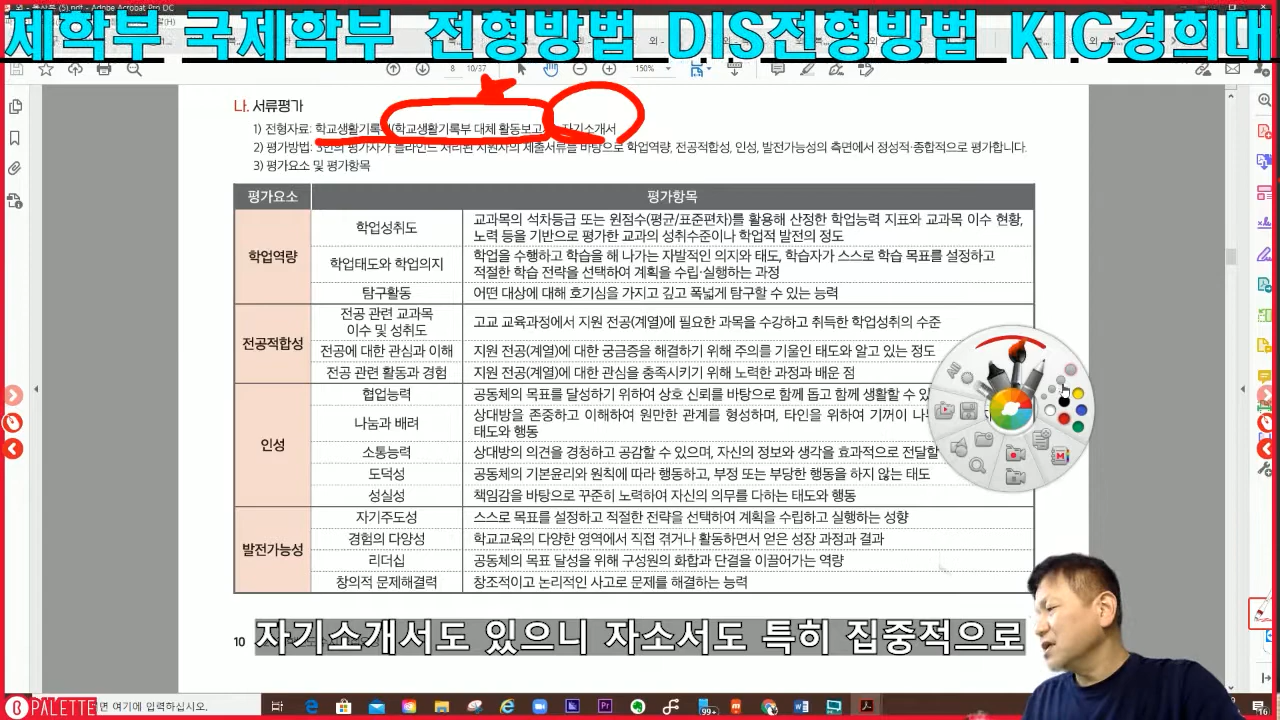 제학부 국제학부 전형방법 DIS전형방법 KIC경희대
(5).pdf - Adobe Acrobat Pro DC
8 10/37 150%
나. 서류평가
1) 전형자료: 학교생활기록 (학교생활기록부 대체 활동보고 자기소개서
2) 평가방법: 평가자가 블라인드 처리된 지원자의 제출서류를 바탕으로 학업역량, 전공적합성, 인성, 발전가능성의 측면에서 정성적·종합적으로 평가합니다.
3) 평가요소 및 평가항목
평가요소 평가항목
학업역량
학업성취도 교과목의 석차등급 또는 원점수(평균/표준편차)를 활용해 산정한 학업능력 지표와 교과목 이수 현황,
노력 등을 기반으로 평가한 교과의 성취수준이나 학업적 발전의 정도
학업태도와 학업의지 학업을 수행하고 학습을 해 나가는 자발적인 의지와 태도, 학습자가 스스로 학습 목표를 설정하고
적절한 학습 전략을 선택하여 계획을 수립·실행하는 과정
탐구활동 어떤 대상에 대해 호기심을 가지고 깊고 폭넓게 탐구할 수 있는 능력
전공적합성
전공 관련 교과목
이수 및 성취도 고교 교육과정에서 지원 전공(계열)에 필요한 과목을 수강하고 취득한 학업성취의 수준
전공에 대한 관심과 이해 지원 전공(계열)에 대한 궁금증을 해결하기 위해 주의를 기울인 태도와 알고 있는 정도
전공 관련 활동과 경험 지원 전공(계열)에 대한 관심을 충족시키기 위해 노력한 과정과 배운 점
인성
협업능력 공동체의 목표를 달성하기 위하여 상호 신뢰를 바탕으로 함께 돕고 함께 생활할 수
나눔과 배려 상대방을 존중하고 이해하여 원만한 관계를 형성하며, 타인을 위하여 기꺼이
태도와 행동
소통능력 상대방의 의견을 경청하고 공감할 수 있으며, 자신의 정보와 생각을 효과적으로 전달할
도덕성 공동체의 기본윤리와 원칙에 따라 행동하고, 부정 또는 부당한 행동을 하지 않는 태도
성실성 책임감을 바탕으로 꾸준히 노력하여 자신의 의무를 다하는 태도와 행동
발전가능성
자기주도성 스스로 목표를 설정하고 적절한 전략을 선택하여 계획을 수립하고 실행하는 성향
경험의 다양성 학교교육의 다양한 영역에서 직접 겪거나 활동하면서 얻은 성장 과정과 결과
리더십 공동체의 목표 달성을 위해 구성원의 화합과 단결을 이끌어가는 역량
창의적 문제해결력 창조적이고 논리적인 사고로 문제를 해결하는 능력
10
자기소개서도 있으니 자소서도 특히 집중적으로
PALETTE
면 여기에 입력하십시오.
99+